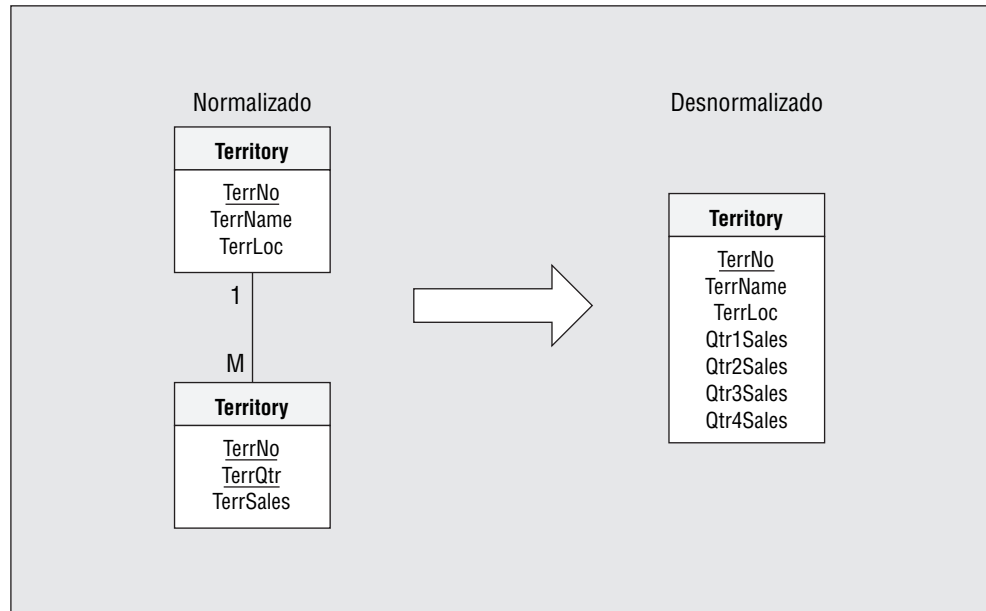 Normalizado
Territory
TerrNo
TerrName
TerrLoc
1
M
Territory
TerrNo
TerrQtr
TerrSales
Desnormalizado
Territory
TerrNo
TerrName
TerrLoc
Qtr1Sales
Qtr2Sales
Qtr3Sales
Qtr4Sales